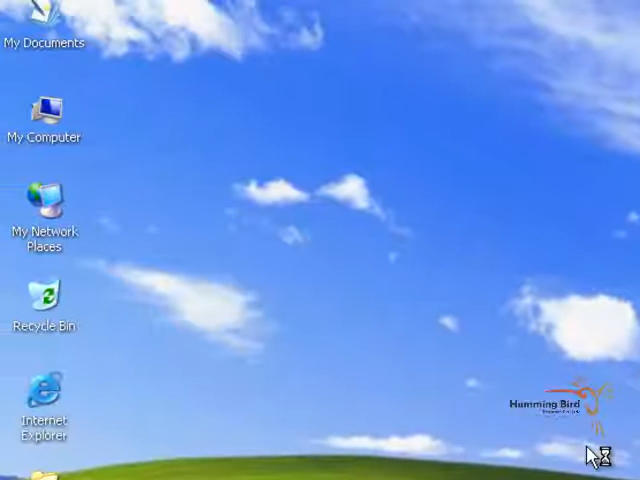 My Documents
My Computer
My Network
Places
Recycle Bin
Internet
Explorer
Humming Bird